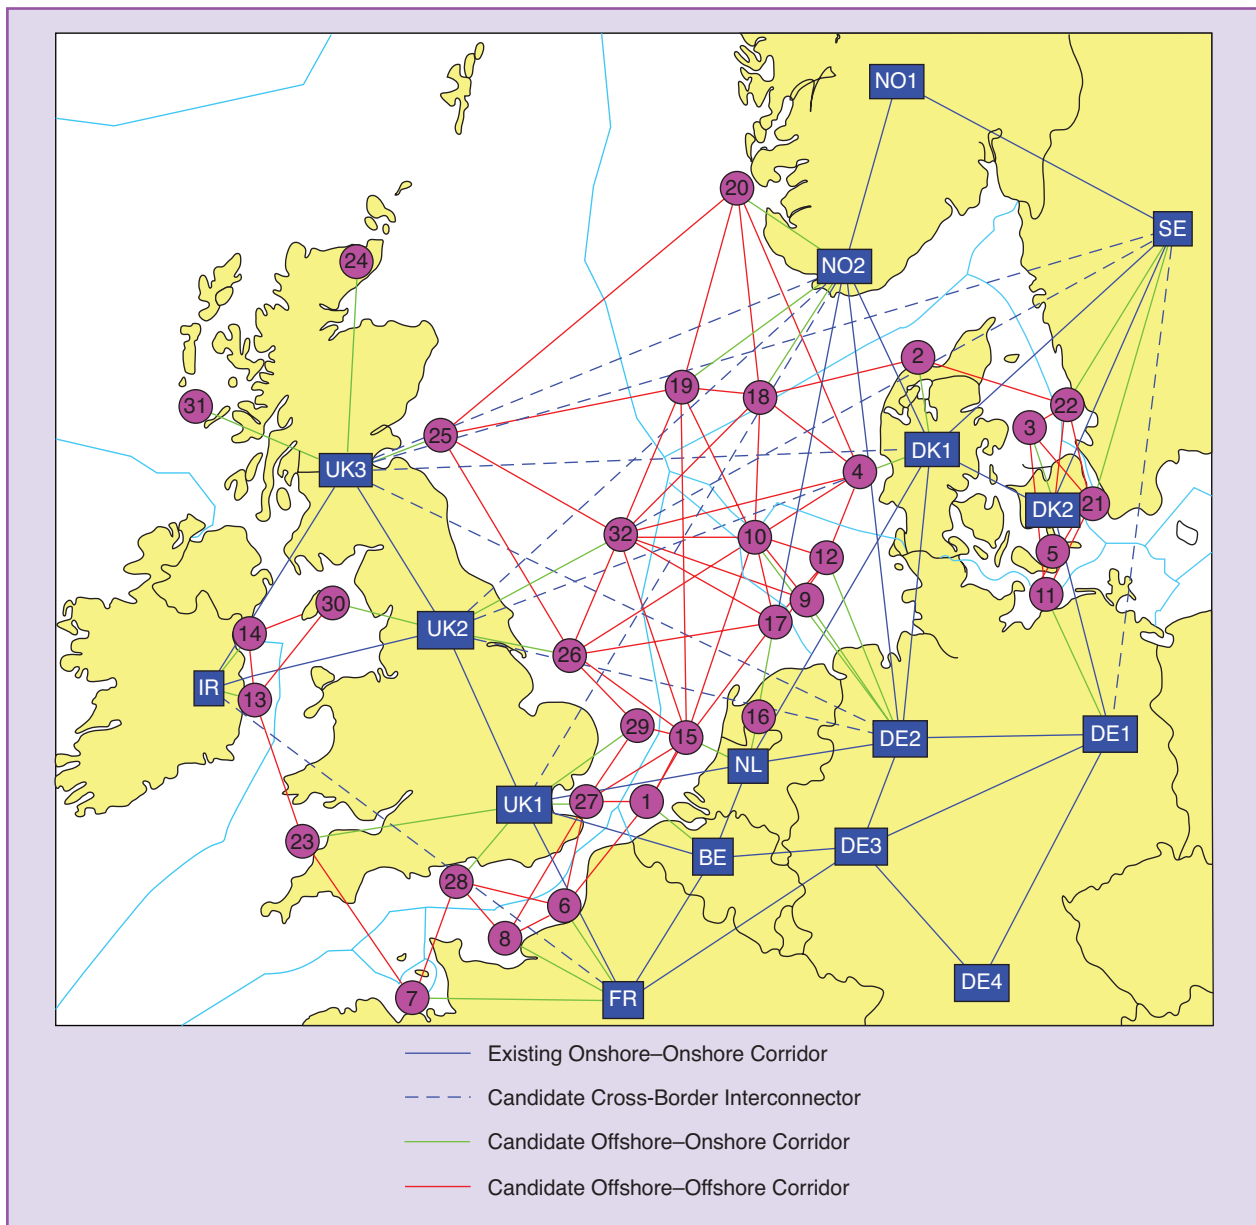 NO1
20
SE
24
NO2
2
19
18
31
22
3
25
DK1
UK3
4
21
DK2
32
10
5
12
11
30
9
17
14
UK2
26
IR
13
16
29
15
DE2
DE1
NL
UK1
27
1
23
DE3
BE
28
6
8
DE4
7
FR
Existing Onshore–Onshore Corridor
Candidate Cross-Border Interconnector
Candidate Offshore–Onshore Corridor
Candidate Offshore–Offshore Corridor